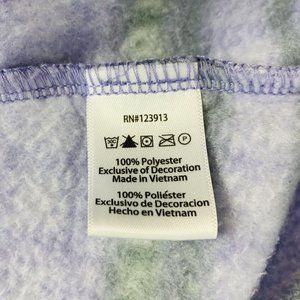 RN#123913
P
100% Polyester
Exclusive of Decoration
Made in Vietnam
100% Poliéster
Exclusivo de Decoracion
Hecho en Vietnam